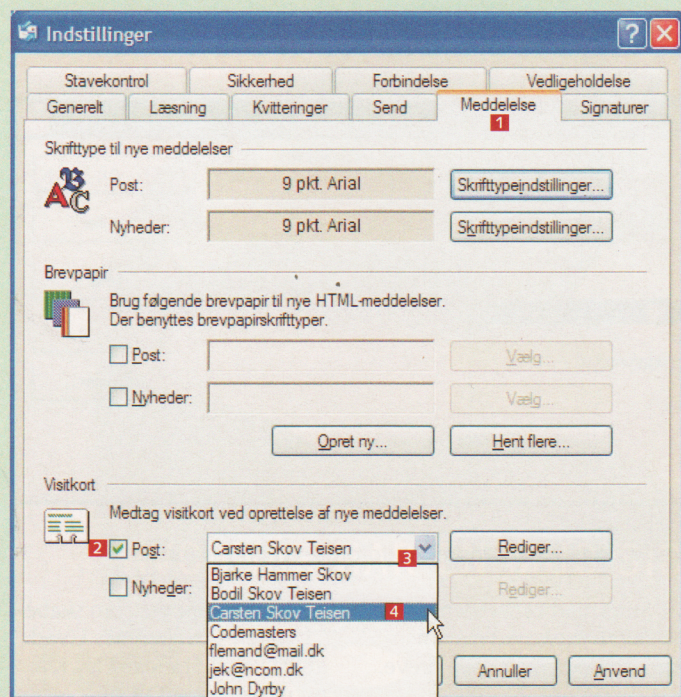 Indstillinger
Stavekontrol Sikkerhed Forbindelse Vedligeholdelse
Generelt Læsning Kvitteringer Send Meddelelse Signaturer
1
Skrifttype til nye meddelelser
Post: 9 pkt. Arial Skrifttypeindstillinger...
Nyheder: 9 pkt. Arial Skrifttypeindstillinger...
Brevpapir
Brug følgende brevpapir til nye HTML-meddelelser.
Der benyttes brevpapirskrifttyper.
Post: Vælg...
Nyheder: Vælg...
Opret ny... Hent flere...
Visitkort
Medtag visitkort ved oprettelse af nye meddelelser.
2 Post: Carsten Skov Teisen 3 Rediger...
Bjarke Hammer Skov
Nyheder: Bodil Skov Teisen Rediger...
Carsten Skov Teisen 4
Codemasters
flemand@mail.dk
jek@ncom.dk Annuller Anvend
John Dyrby